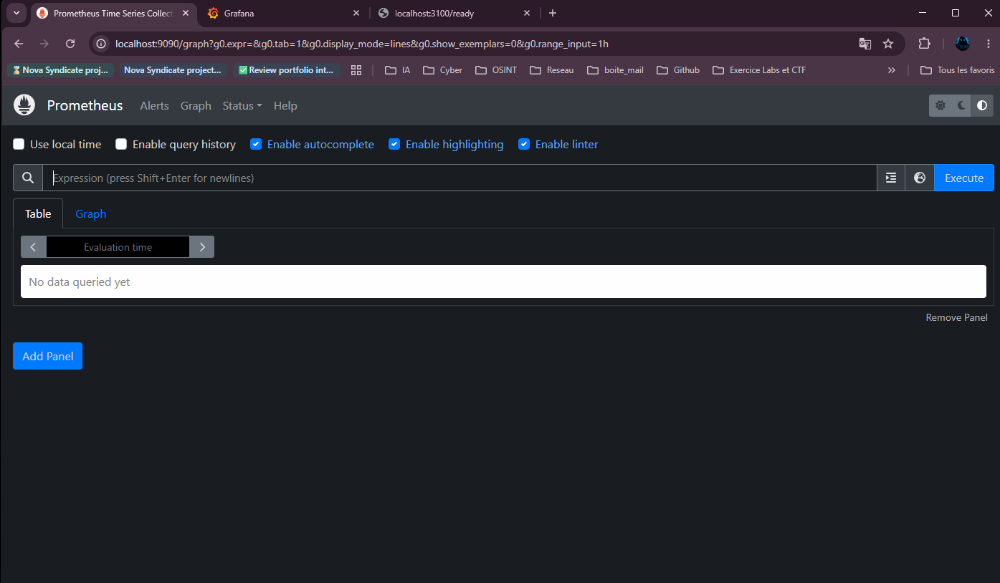 Prometheus Time Series Collect
Grafana
localhost:3100/ready
localhost:9090/graph?g0.expr=&g0.tab=1&g0.display_mode=lines&g0.show_exemplars=0&g0.range_input=1h
⌛Nova Syndicate proj... Nova Syndicate project... ✅Review portfolio int... IA Cyber OSINT Reseau boite_mail Github Exercice Labs et CTF » Tous les favoris
Prometheus Alerts Graph Status Help
Use local time Enable query history Enable autocomplete Enable highlighting Enable linter
Expression (press Shift+Enter for newlines) Execute
Table Graph
Evaluation time
No data queried yet
Remove Panel
Add Panel